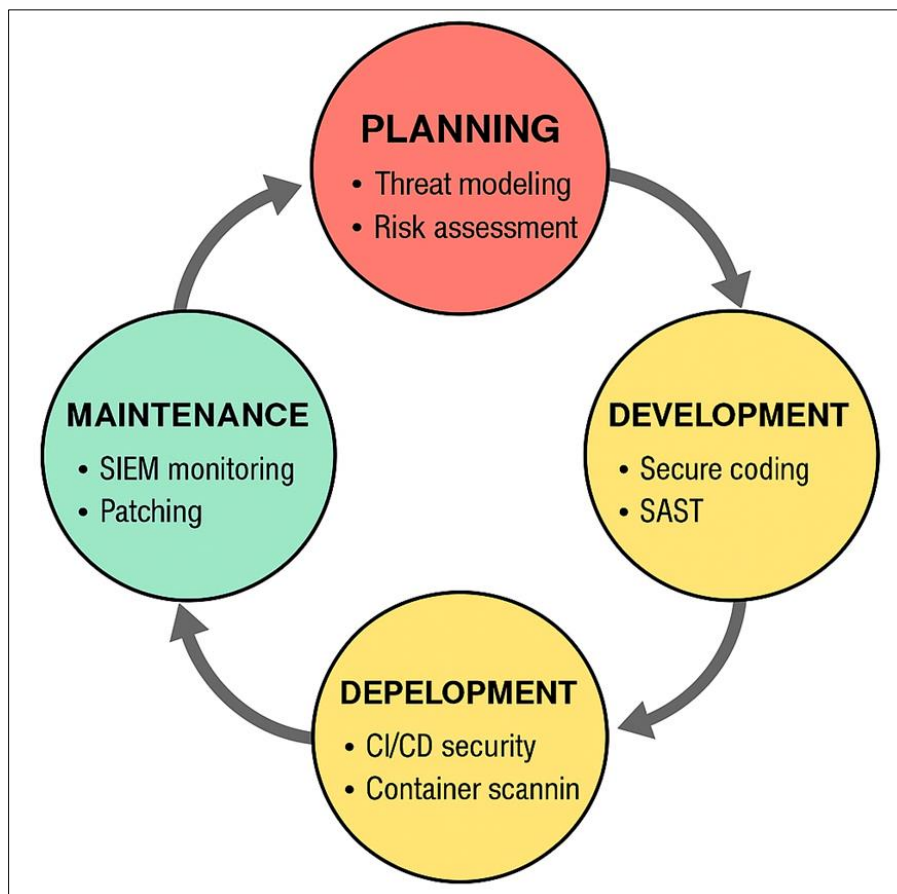 PLANNING
• Threat modeling
• Risk assessment
DEVELOPMENT
• Secure coding
• SAST
DEPELOPMENT
• CI/CD security
• Container scannin
MAINTENANCE
• SIEM monitoring
• Patching